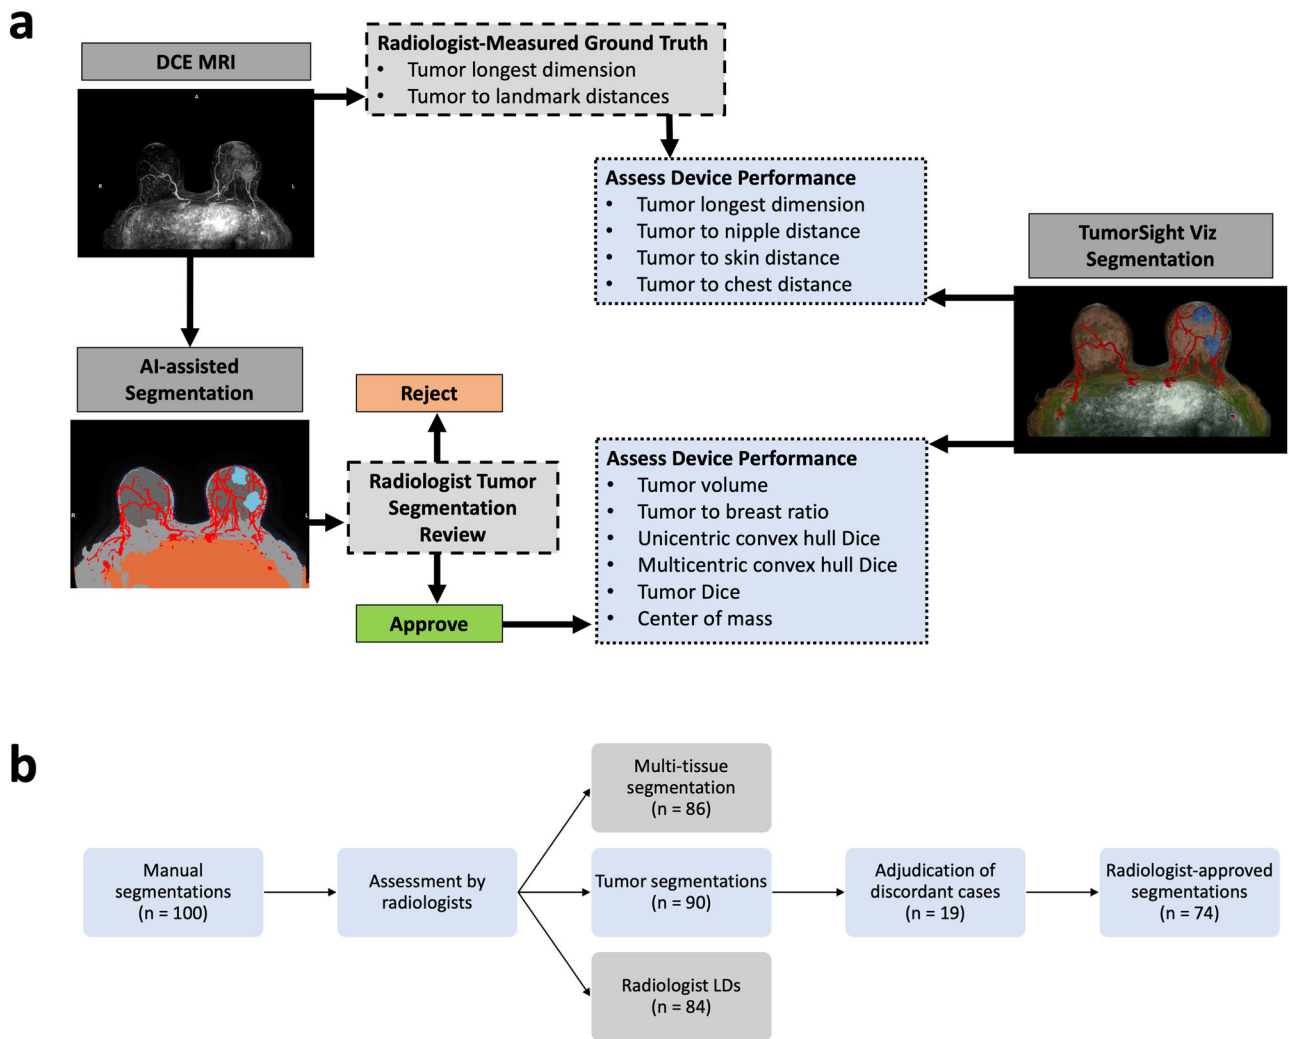 a
DCE MRI
A
R
L
Radiologist-Measured Ground Truth
• Tumor longest dimension
• Tumor to landmark distances
Assess Device Performance
• Tumor longest dimension
• Tumor to nipple distance
• Tumor to skin distance
• Tumor to chest distance
TumorSight Viz
Segmentation
AI-assisted
Segmentation
R
L
Reject
Radiologist Tumor
Segmentation
Review
Approve
Assess Device Performance
• Tumor volume
• Tumor to breast ratio
• Unicentric convex hull Dice
• Multicentric convex hull Dice
• Tumor Dice
• Center of mass
b
Manual
segmentations
(n = 100)
Assessment by
radiologists
Multi-tissue
segmentation
(n = 86)
Tumor segmentations
(n = 90)
Radiologist LDs
(n = 84)
Adjudication of
discordant cases
(n = 19)
Radiologist-approved
segmentations
(n = 74)